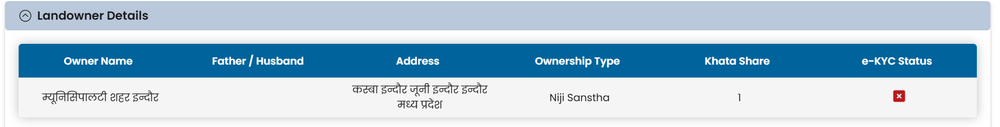 Landowner Details
Owner Name Father / Husband Address Ownership Type Khata Share e-KYC Status
म्यूनिसिपालटी शहर इन्दौर कस्बा इन्दौर जूनी इन्दौर इन्दौर Niji Sanstha 1
मध्य प्रदेश